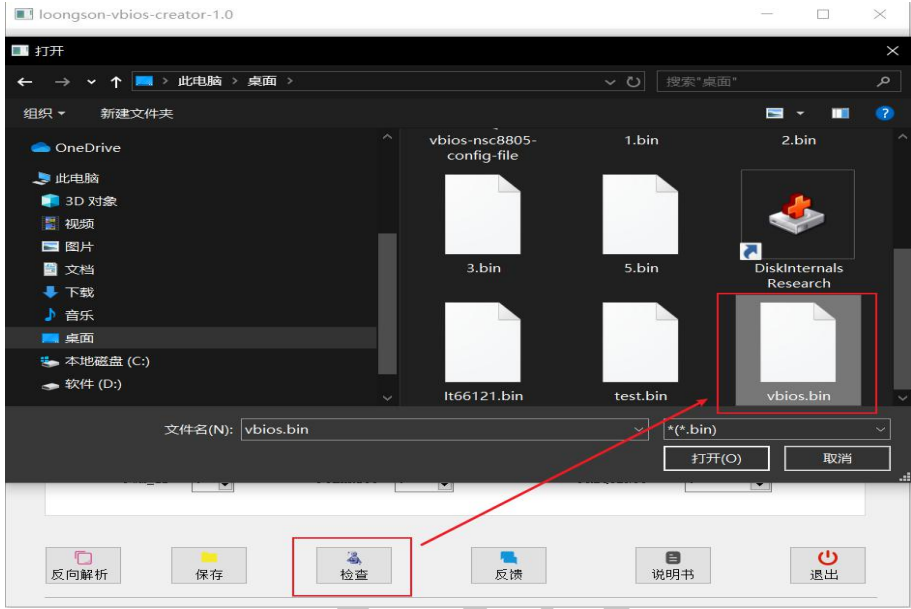 loongson-vbios-creator-1.0
打开
此电脑 > 桌面 >
搜索"桌面"
组织
新建文件夹
OneDrive
此电脑
3D 对象
视频
图片
文档
下载
音乐
桌面
本地磁盘 (C:)
软件 (D:)
vbios-nsc8805-
config-file
1.bin
2.bin
3.bin
5.bin
DiskInternals
Research
lt66121.bin
test.bin
vbios.bin
文件名(N):
vbios.bin
*(*.bin)
打开(O)
取消
反向解析
保存
检查
反馈
说明书
退出